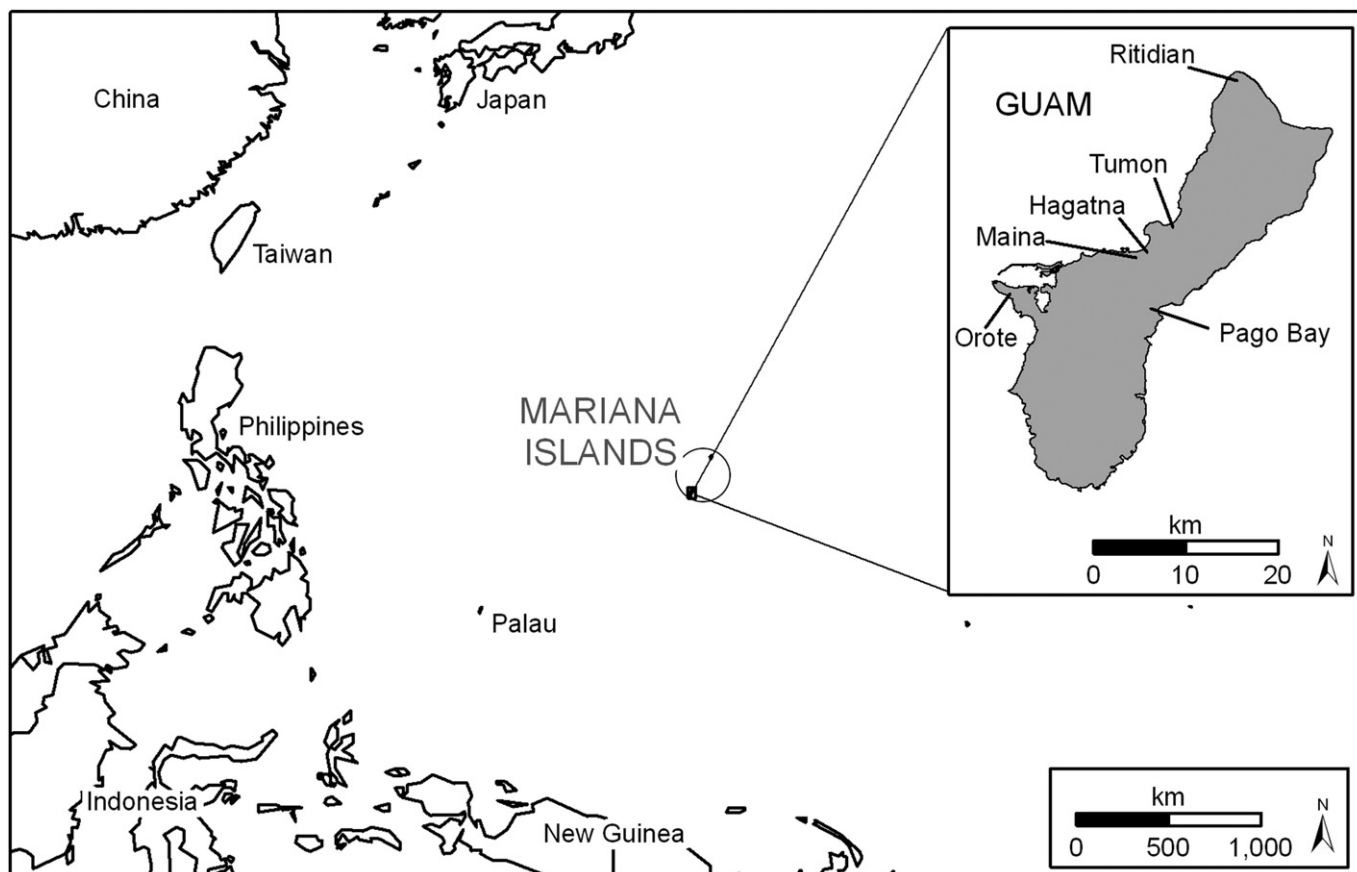 China
Japan
Taiwan
Philippines
MARIANA
ISLANDS
Palau
Indonesia
New Guinea
GUAM
Ritidian
Tumon
Hagatna
Maina
Orote
Pago Bay
km
0 10 20
N
km
0 500 1,000
N